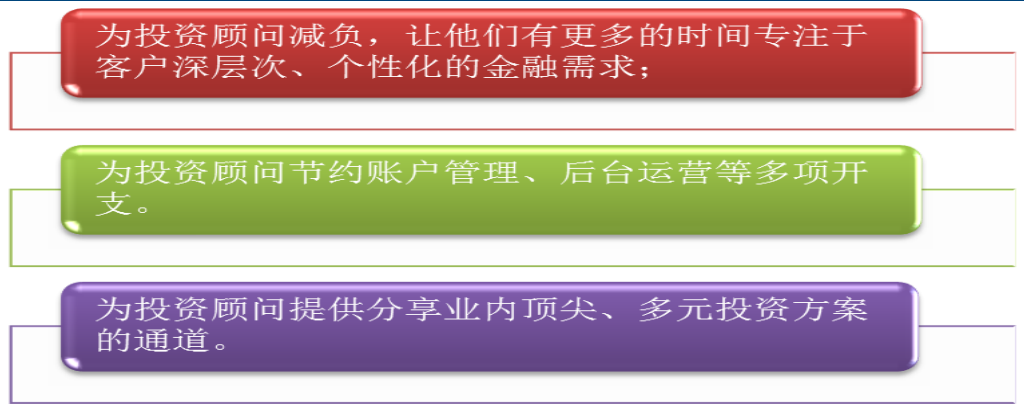 为投资顾问减负，让他们有更多的时间专注于
客户深层次、个性化的金融需求；
为投资顾问节约账户管理、后台运营等多项开
支。
为投资顾问提供分享业内顶尖、多元投资方案
的通道。